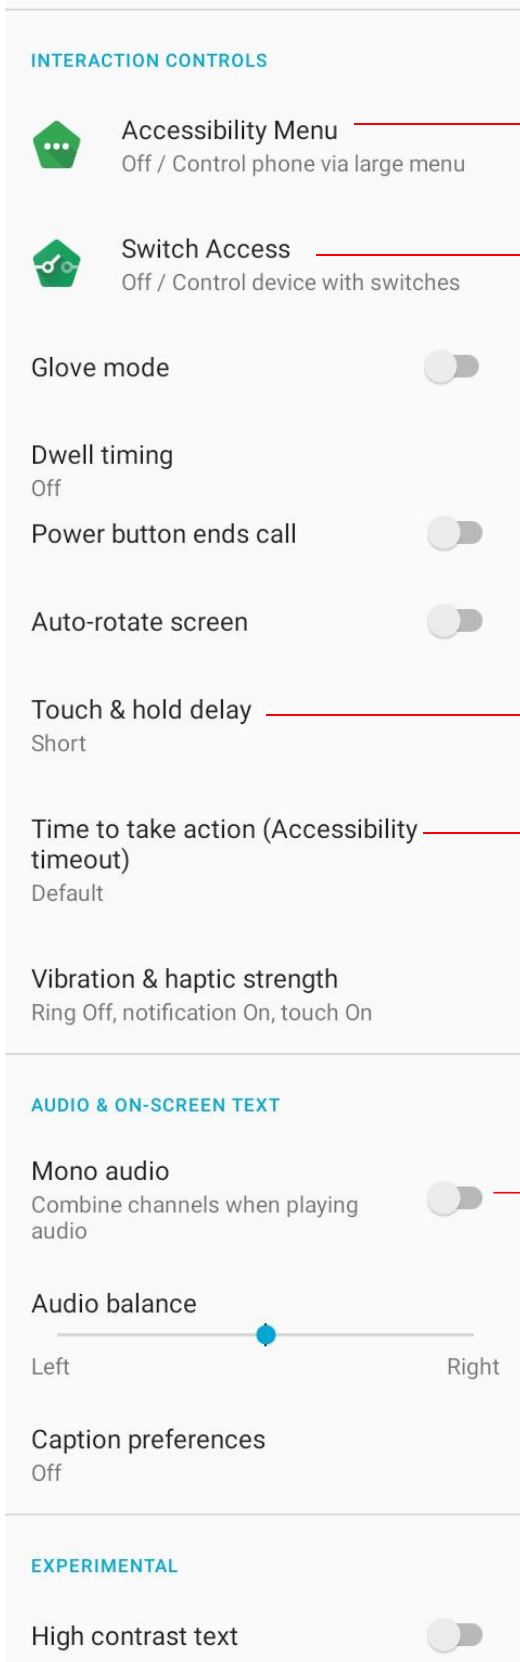 INTERACTION CONTROLS
Accessibility Menu
Off / Control phone via large menu
Switch Access
Off / Control device with switches
Glove mode
Dwell timing
Off
Power button ends call
Auto-rotate screen
Touch & hold delay
Short
Time to take action (Accessibility
timeout)
Default
Vibration & haptic strength
Ring Off, notification On, touch On
AUDIO & ON-SCREEN TEXT
Mono audio
Combine channels when playing
audio
Audio balance
Left Right
Caption preferences
Off
EXPERIMENTAL
High contrast text